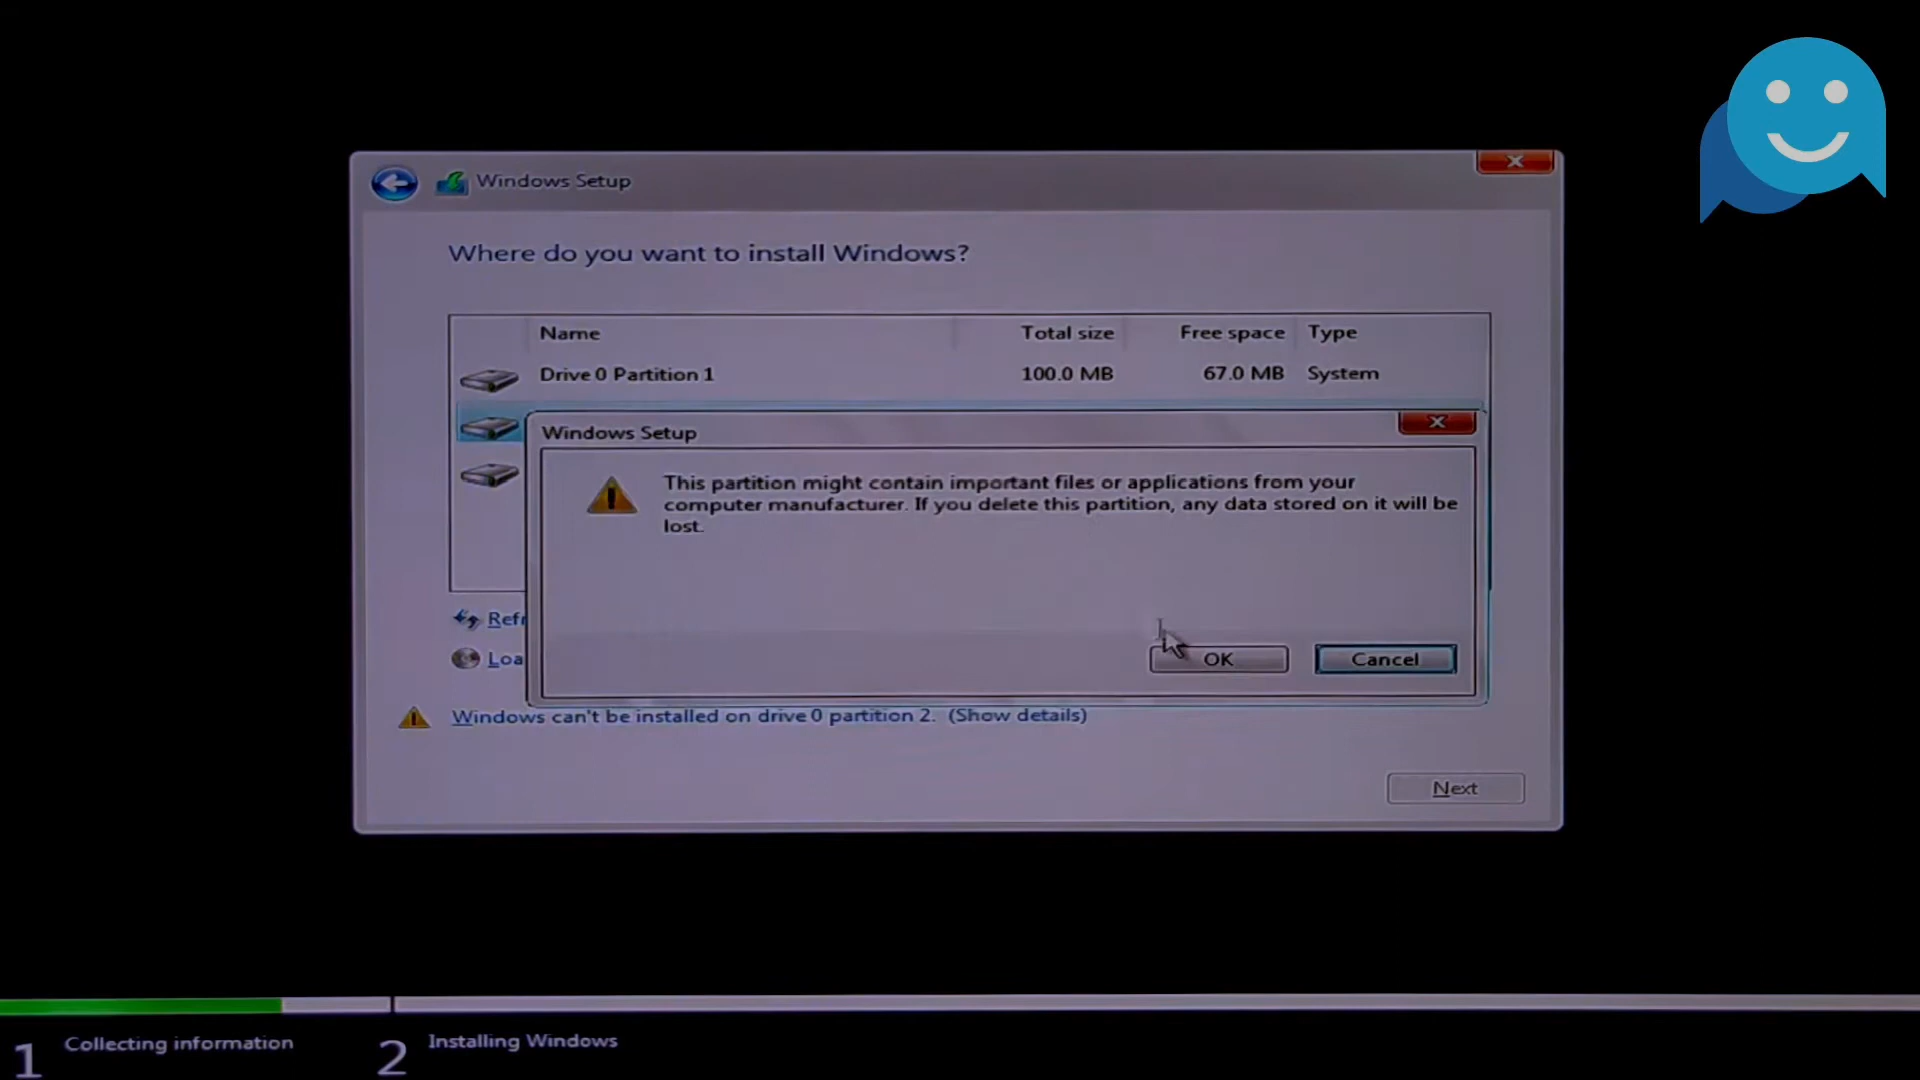 Windows Setup
Where do you want to install Windows?
Name Total size Free space Type
Drive 0 Partition 1 100.0 MB 67.0 MB System
Windows Setup
This partition might contain important files or applications from your
computer manufacturer. If you delete this partition, any data stored on it will be
lost.
Refr
Loa
OK Cancel
Windows can't be installed on drive 0 partition 2. (Show details)
Next
1 Collecting information 2 Installing Windows